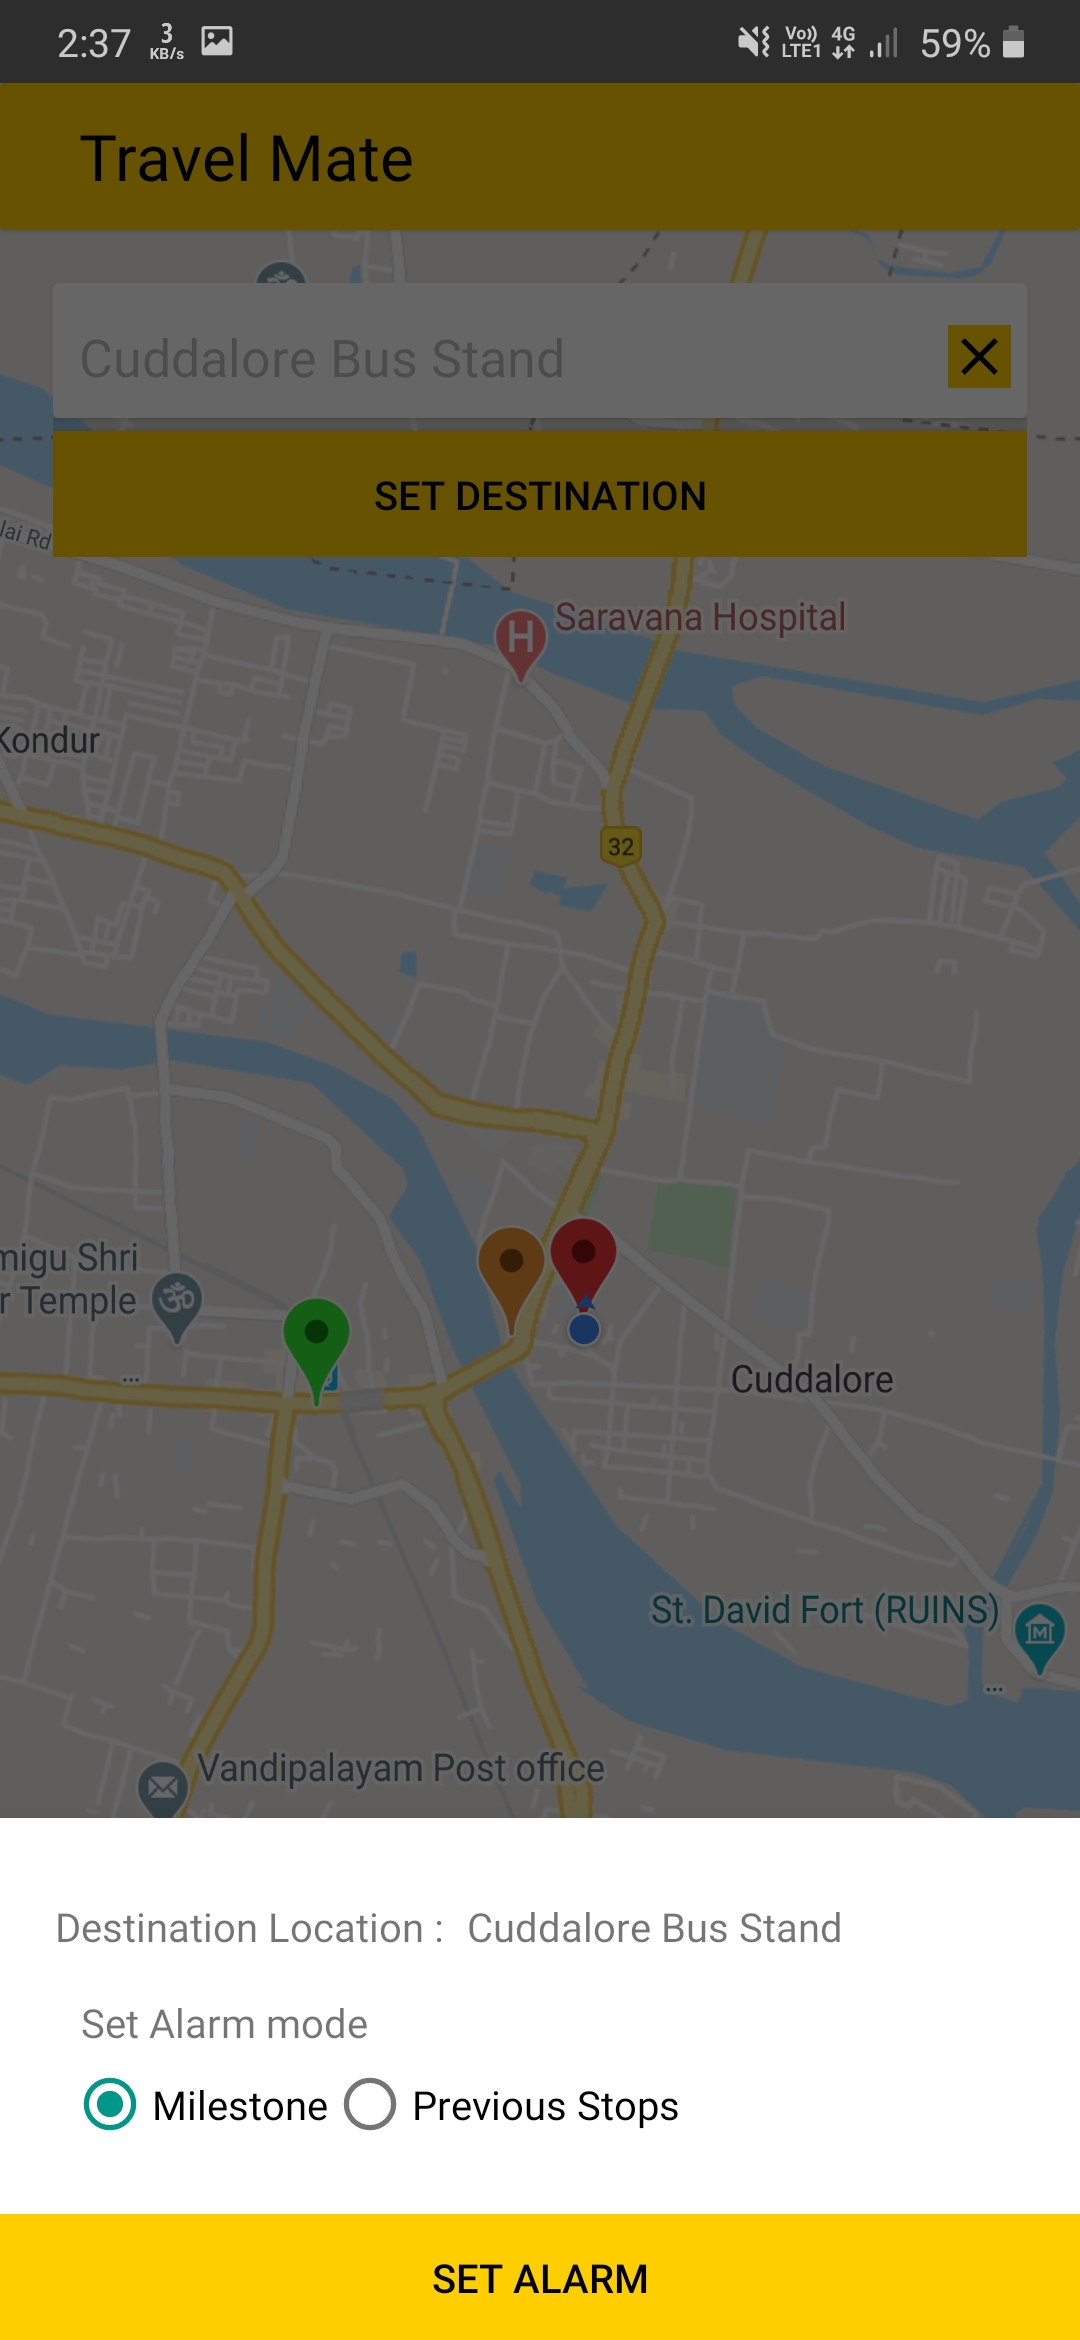 2:37
3
KB/s
Vo))
LTE1
4G
59%
Travel Mate
Cuddalore Bus Stand
SET DESTINATION
lai Rd
Saravana Hospital
H
Kondur
32
migu Shri
r Temple
ॐ
...
Cuddalore
St. David Fort (RUINS)
M
...
Vandipalayam Post office
Destination Location : Cuddalore Bus Stand
Set Alarm mode
Milestone
Previous Stops
SET ALARM